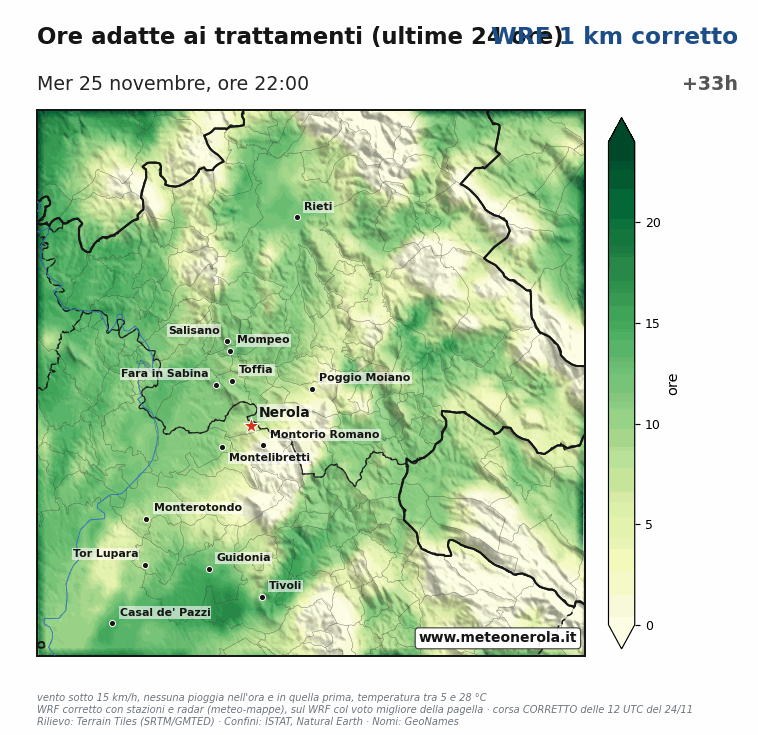 Ore adatte ai trattamenti (ultime 24 ore)
WRF 1 km corretto
Mer 25 novembre, ore 22:00
+33h
Rieti
Salisano
Mompeo
Fara in Sabina
Toffia
Poggio Moiano
Nerola
Montorio Romano
Montelibretti
Monterotondo
Tor Lupara
Guidonia
Tivoli
Casal de' Pazzi
www.meteonerola.it
20
15
10
5
0
ore
vento sotto 15 km/h, nessuna pioggia nell'ora e in quella prima, temperatura tra 5 e 28 °C
WRF corretto con stazioni e radar (meteo-mappe), sul WRF col voto migliore della pagella · corsa CORRETTO delle 12 UTC del 24/11
Rilievo: Terrain Tiles (SRTM/GMTED) · Confini: ISTAT, Natural Earth · Nomi: GeoNames